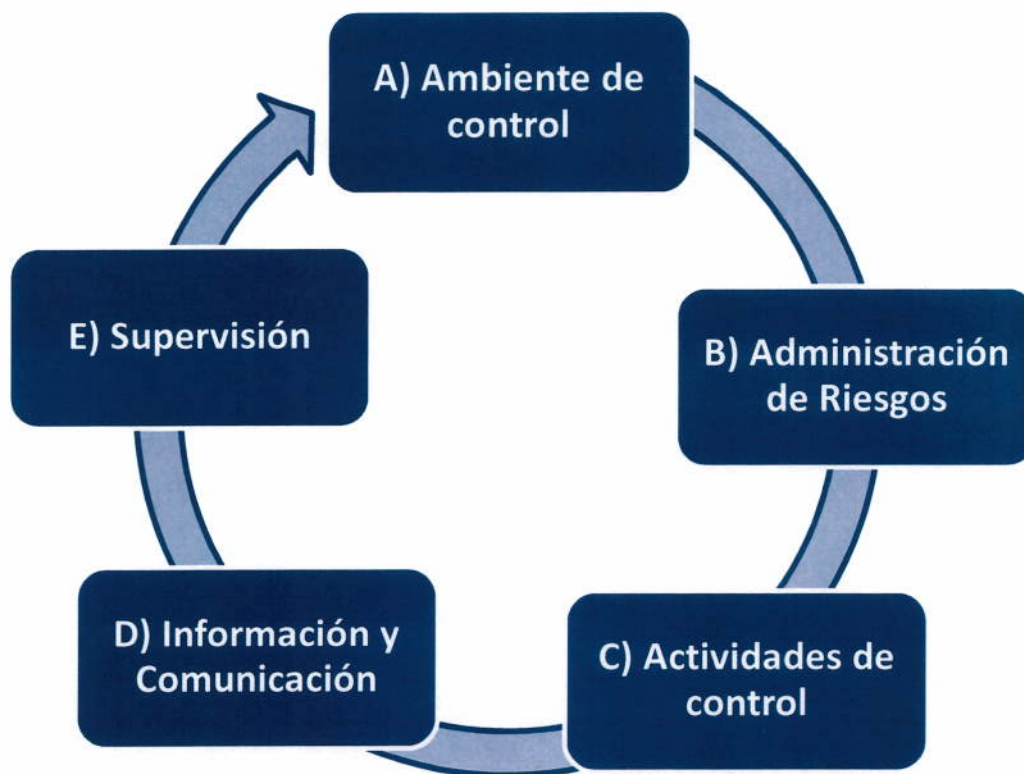 A) Ambiente de
control
B) Administración
de Riesgos
C) Actividades de
control
D) Información y
Comunicación
E) Supervisión